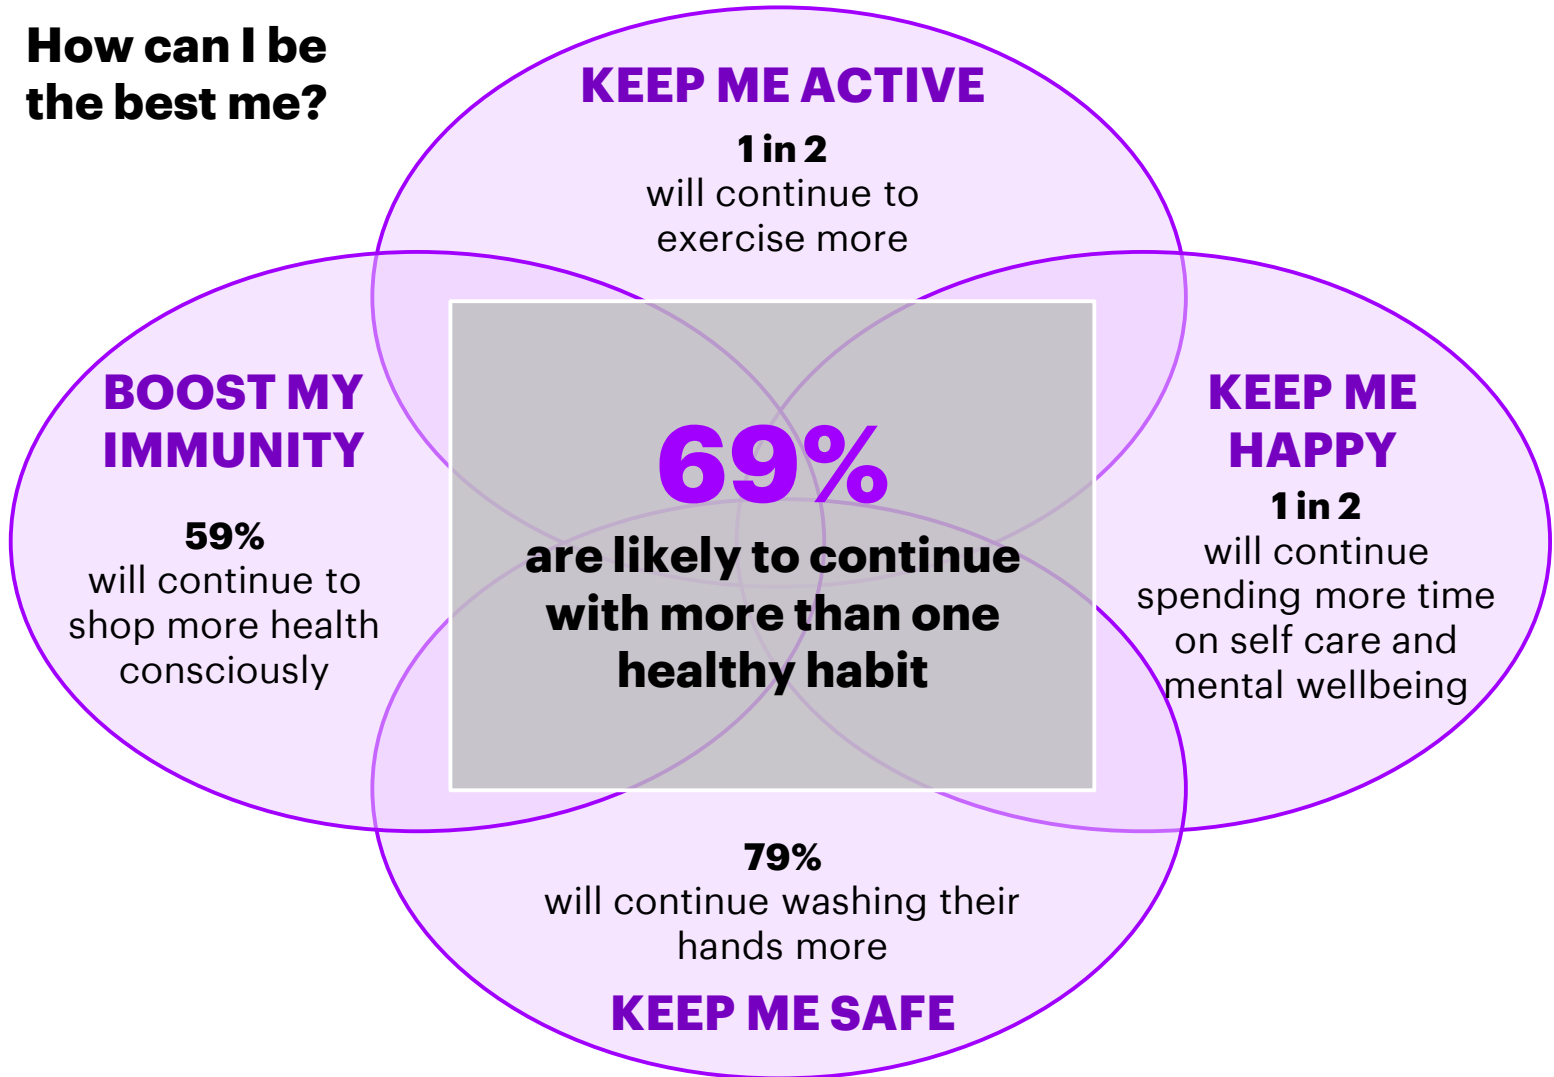 How can I be
the best me?
KEEP ME ACTIVE
1 in 2
will continue to
exercise more
BOOST MY
IMMUNITY
59%
will continue to
shop more health
consciously
69%
are likely to continue
with more than one
healthy habit
KEEP ME
HAPPY
1 in 2
will continue
spending more time
on self care and
mental wellbeing
79%
will continue washing their
hands more
KEEP ME SAFE